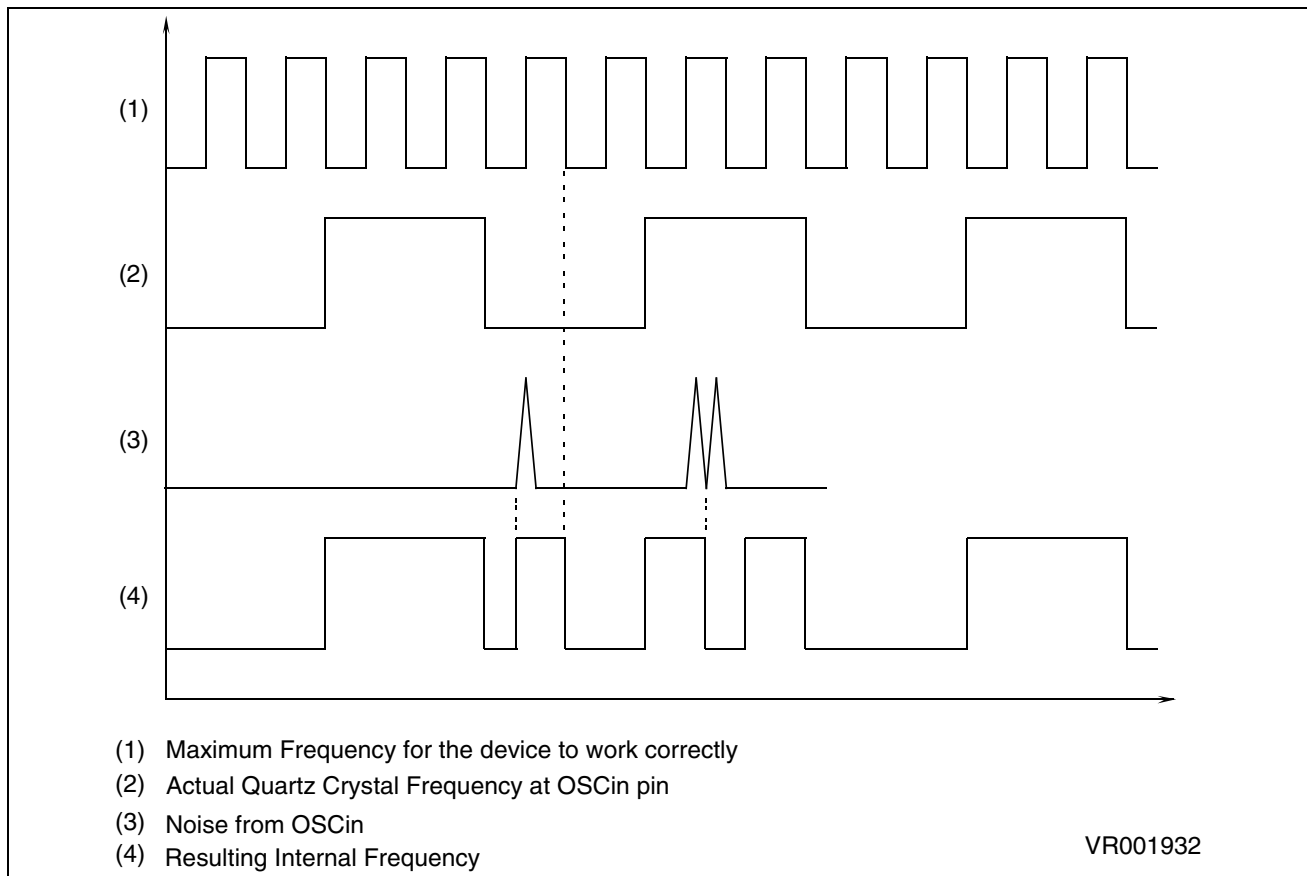 (1)
(2)
(3)
(4)
(1) Maximum Frequency for the device to work correctly
(2) Actual Quartz Crystal Frequency at OSCin pin
(3) Noise from OSCin
(4) Resulting Internal Frequency
VR001932